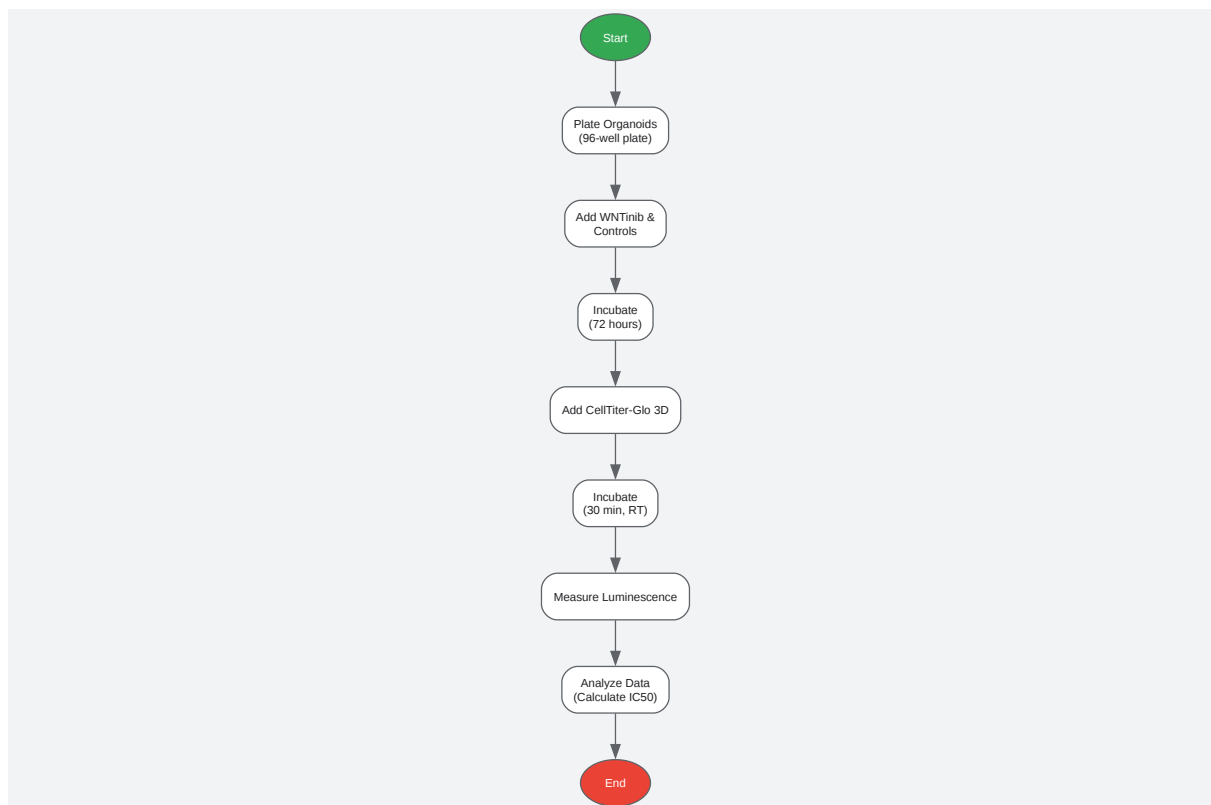 Start
Plate Organoids
(96-well plate)
Add WNTinib &
Controls
Incubate
(72 hours)
Add CellTiter-Glo 3D
Incubate
(30 min, RT)
Measure Luminescence
Analyze Data
(Calculate IC50)
End